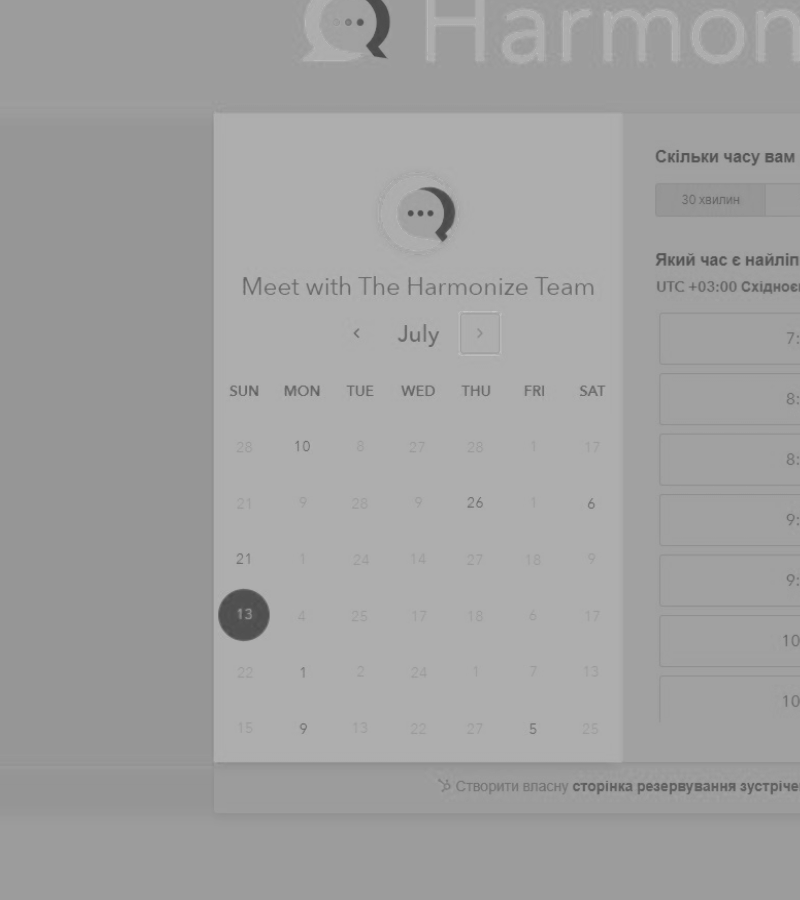 Harmon
Meet with The Harmonize Team
July
SUN MON TUE WED THU FRI SAT
28 10 8 27 28 1 17
21 9 28 9 26 1 6
21 1 24 14 27 18 9
13 4 25 17 18 6 17
22 1 2 24 1 7 13
15 9 13 22 27 5 25
Скільки часу вам
30 хвилин
Який час є найліп
UTC +03:00 Східноє
7:
8:
8:
9:
9:
10
10
Створити власну сторінка резервування зустріче